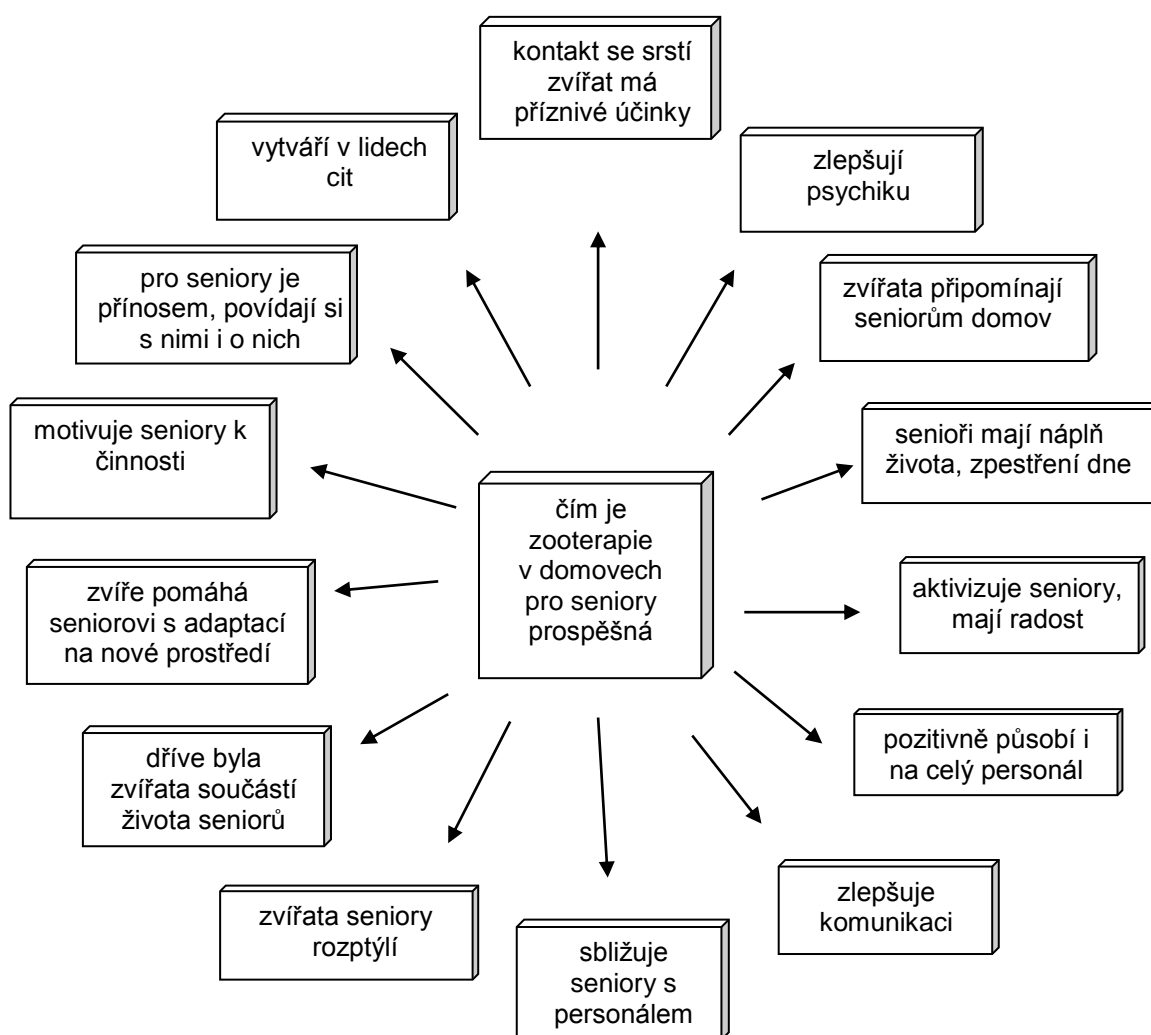 kontakt se srstí
zvířat má
příznivé účinky
vytváří v lidech
cit
zlepšují
psychiku
pro seniory je
přínosem, povídají si
s nimi i o nich
zvířata připomínají
seniorům domov
motivuje seniory k
činnosti
senioři mají náplň
života, zpestření dne
čím je
zooterapie
v domovech
pro seniory
prospěšná
zvíře pomáhá
seniorovi s adaptací
na nové prostředí
aktivizuje seniory,
mají radost
dříve byla
zvířata součástí
života seniorů
pozitivně působí i
na celý personál
zvířata seniory
rozptýlí
zlepšuje
komunikaci
sbližuje
seniory s
personálem